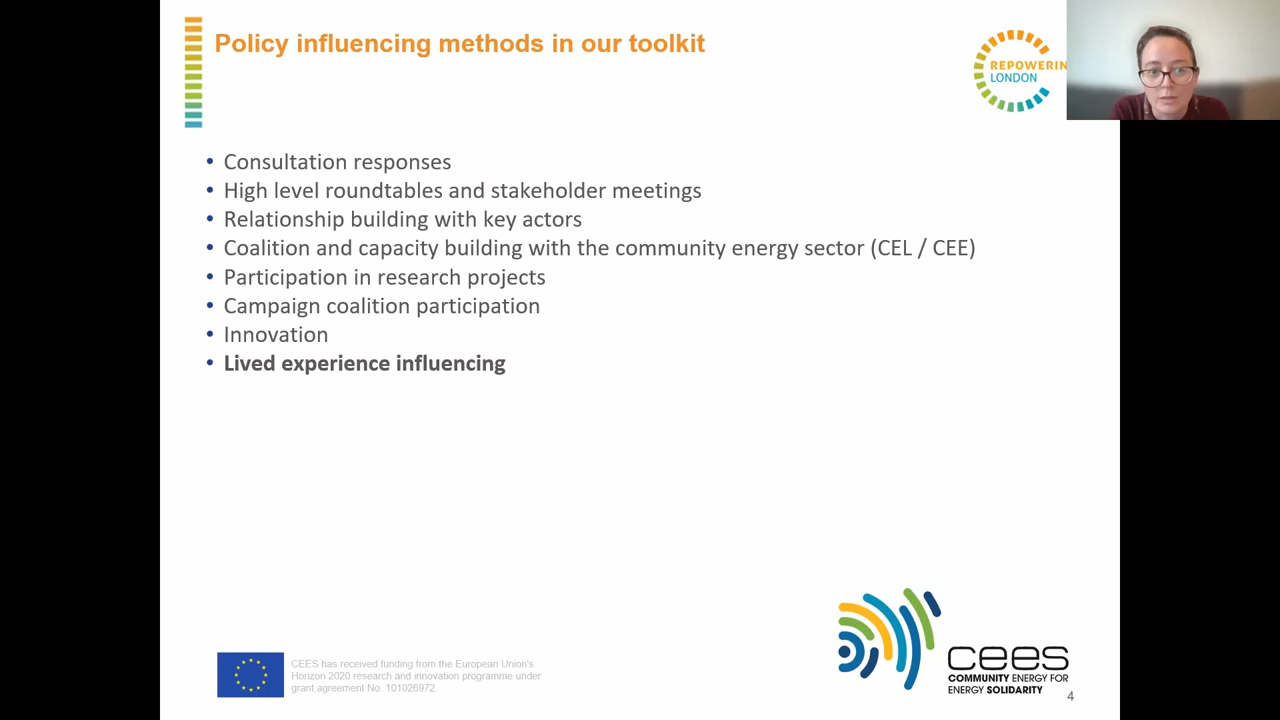 Policy influencing methods in our toolkit
REPOWERIN
LONDON
• Consultation responses
• High level roundtables and stakeholder meetings
• Relationship building with key actors
• Coalition and capacity building with the community energy sector (CEL / CEE)
• Participation in research projects
• Campaign coalition participation
• Innovation
• Lived experience influencing
CEES has received funding from the European Union's
Horizon 2020 research and innovation programme under
grant agreement No. 101026972.
cees
COMMUNITY ENERGY FOR
ENERGY SOLIDARITY
4